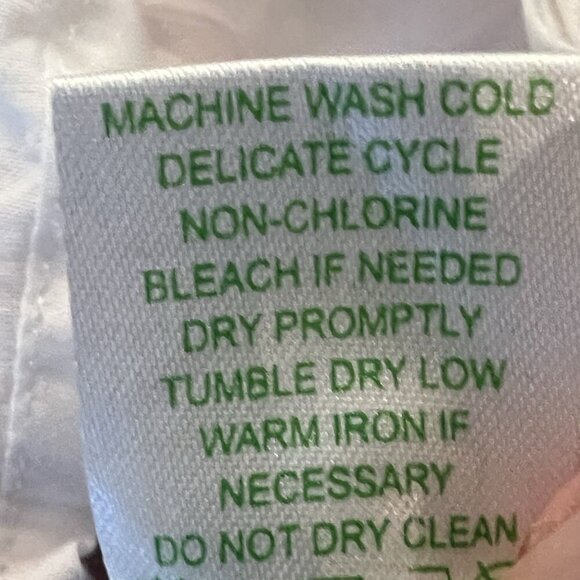 MACHINE WASH COLD
DELICATE CYCLE
NON-CHLORINE
BLEACH IF NEEDED
DRY PROMPTLY
TUMBLE DRY LOW
WARM IRON IF
NECESSARY
DO NOT DRY CLEAN